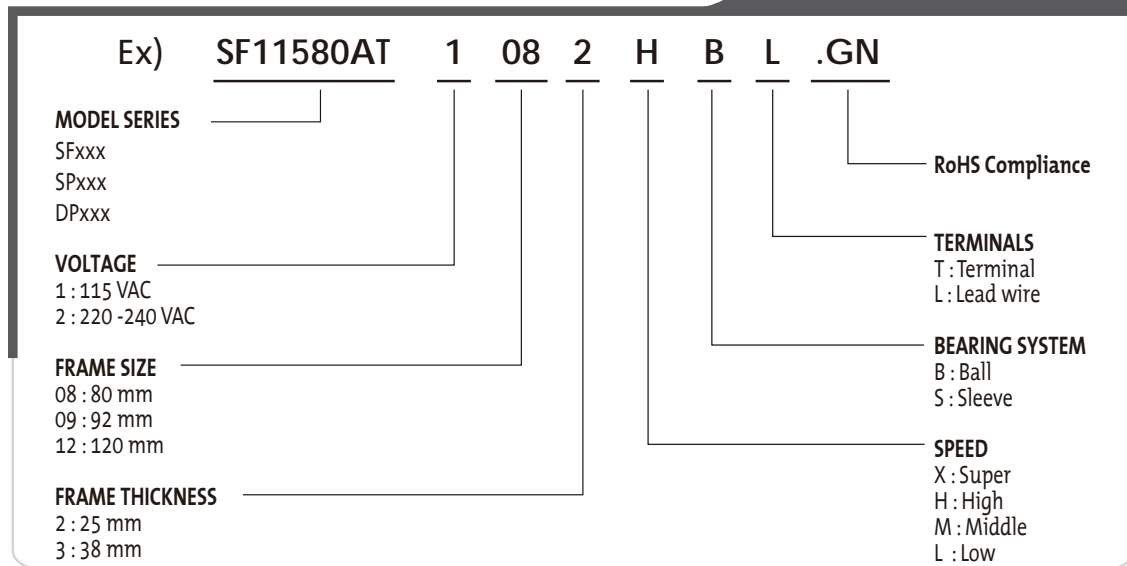 Ex) SF11580AT 1 08 2 H B L .GN
MODEL SERIES
SFxxx
SPxxx
DPxxx
VOLTAGE
1 : 115 VAC
2 : 220 -240 VAC
FRAME SIZE
08 : 80 mm
09 : 92 mm
12 : 120 mm
FRAME THICKNESS
2 : 25 mm
3 : 38 mm
RoHS Compliance
TERMINALS
T : Terminal
L : Lead wire
BEARING SYSTEM
B : Ball
S : Sleeve
SPEED
X : Super
H : High
M : Middle
L : Low